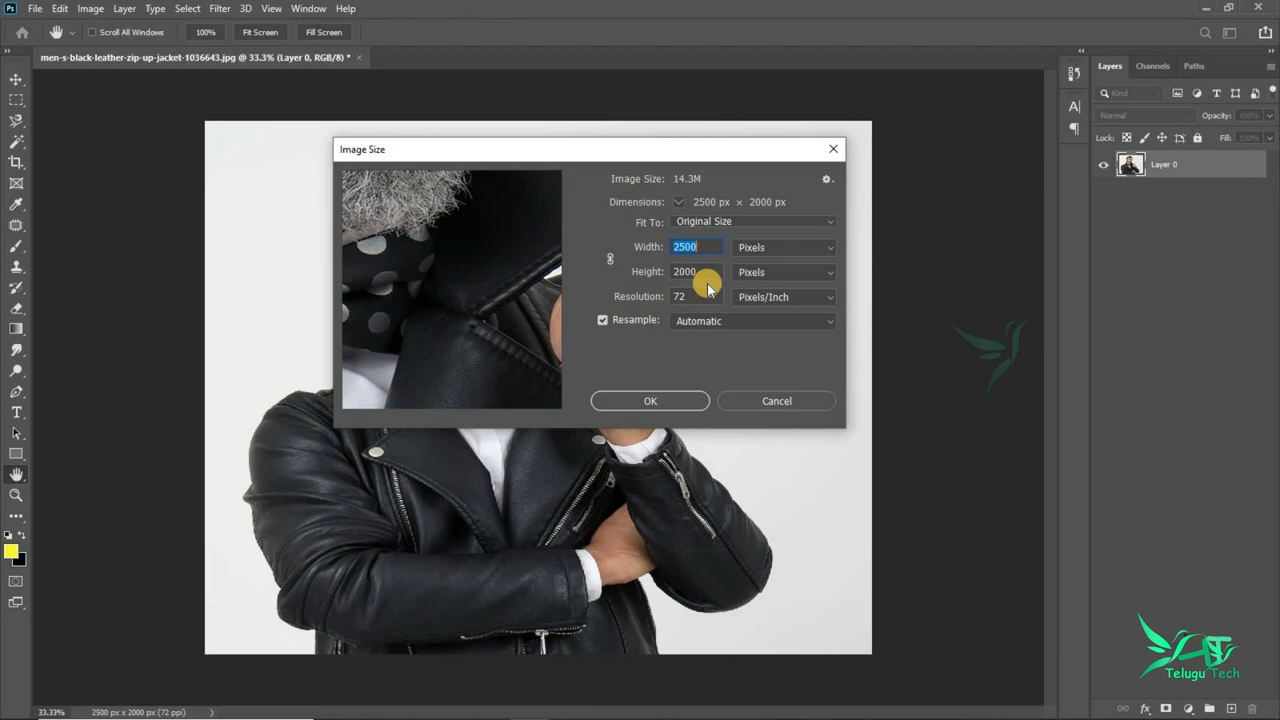 Ps File Edit Image Layer Type Select Filter 3D View Window Help
Scroll All Windows 100% Fit Screen Fill Screen
men-s-black-leather-zip-up-jacket-1036643.jpg @ 33.3% (Layer 0, RGB/8) * ×
Layers Channels Paths
Kind
Normal Opacity: 100%
Lock: Fill: 100%
Layer 0
Image Size
Image Size: 14.3M
Dimensions: 2500 px × 2000 px
Fit To: Original Size
Width: 2500 Pixels
Height: 2000 Pixels
Resolution: 72 Pixels/Inch
Resample: Automatic
OK Cancel
AT
Telugu Tech
33.33% 2500 px x 2000 px (72 ppi)